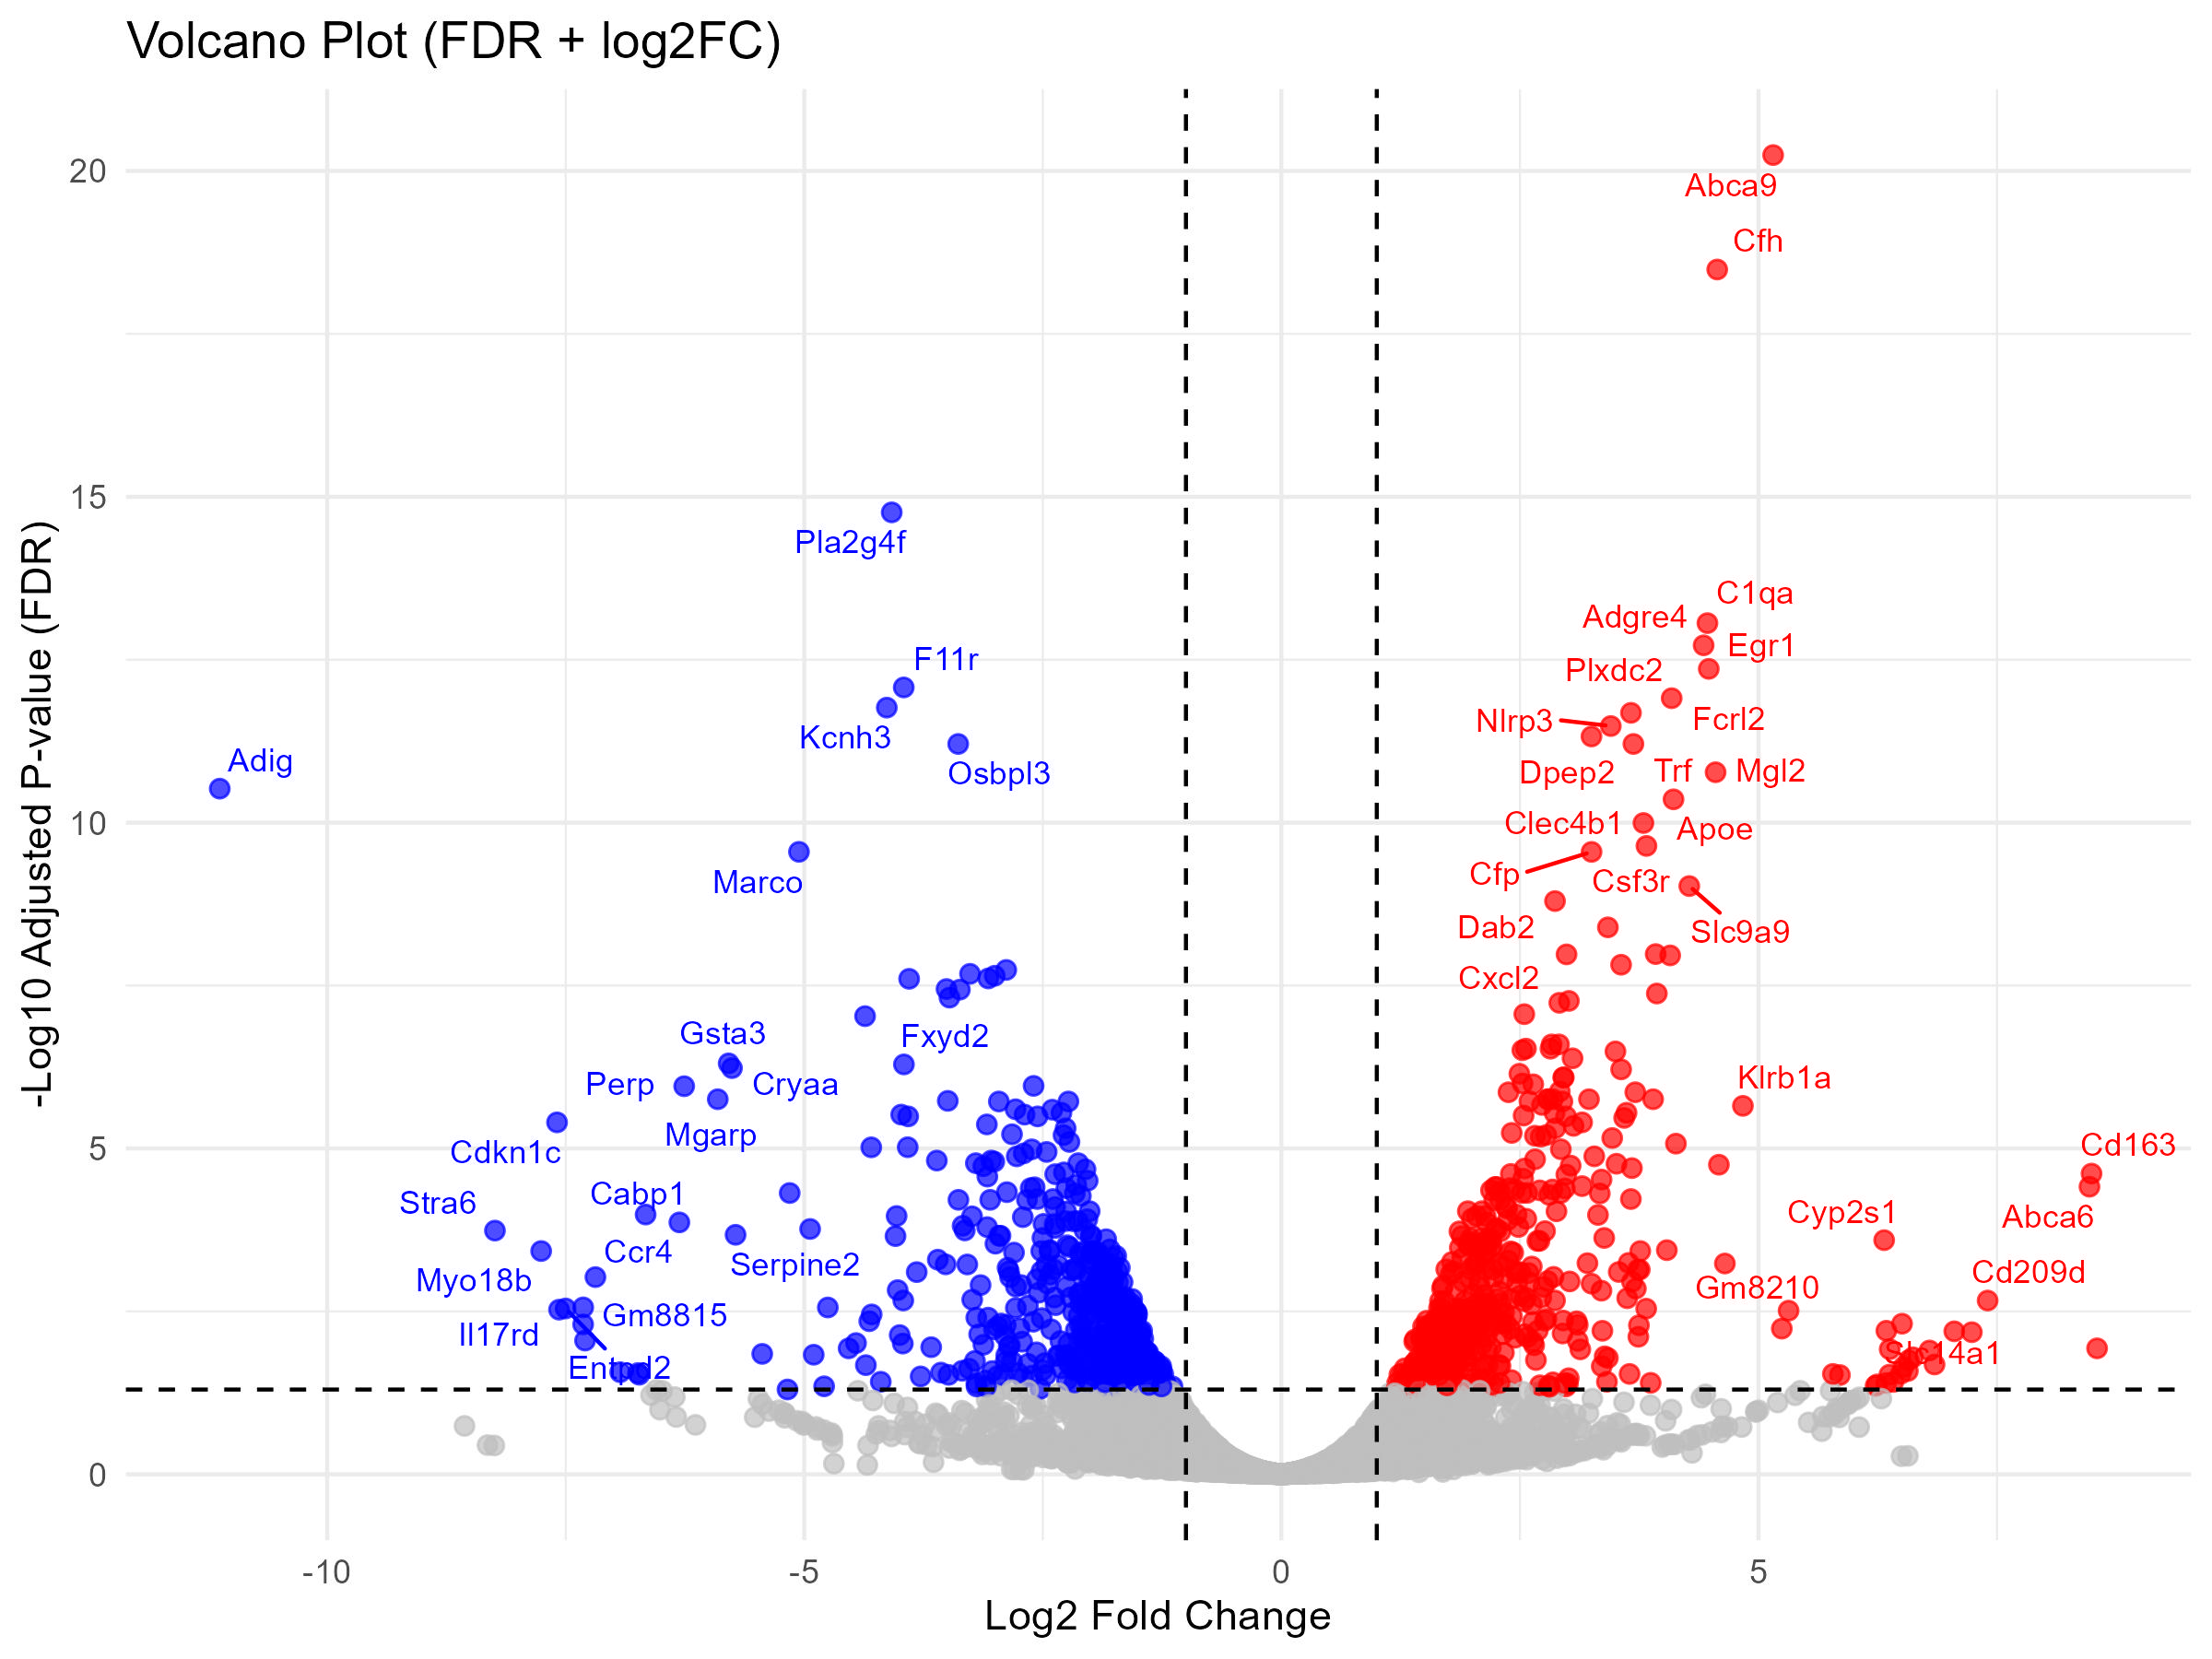 Volcano Plot (FDR + log2FC)
-Log10 Adjusted P-value (FDR)
20
15
10
5
0
Abca9
Cfh
Pla2g4f
C1qa
Adgre4
Egr1
F11r
Plxdc2
Nlrp3
Fcrl2
Kcnh3
Adig
Osbpl3
Dpep2
Trf
Mgl2
Clec4b1
Apoe
Marco
Cfp
Csf3r
Dab2
Slc9a9
Cxcl2
Gsta3
Fxyd2
Perp
Cryaa
Klrb1a
Mgarp
Cdkn1c
Cd163
Stra6
Cabp1
Cyp2s1
Abca6
Ccr4
Serpine2
Myo18b
Gm8210
Cd209d
Gm8815
Il17rd
Entpd2
Slc14a1
-10
-5
0
5
Log2 Fold Change